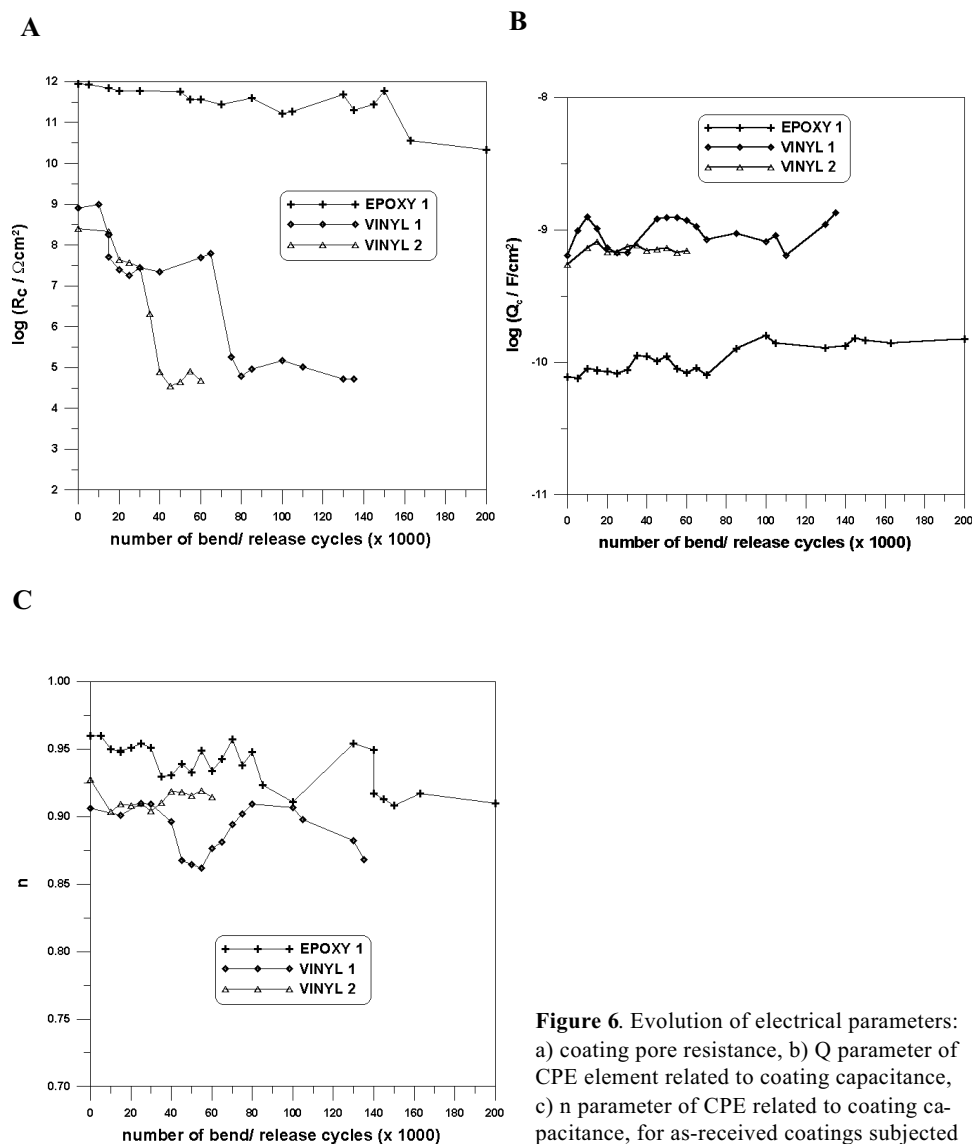 A
12
11
10
9
8
7
6
5
4
3
2
log (Rc / Ωcm²)
EPOXY 1
VINYL 1
VINYL 2
0 20 40 60 80 100 120 140 160 180 200
number of bend/ release cycles (x 1000)
B
-8
-9
-10
-11
log (Qc / F/cm²)
EPOXY 1
VINYL 1
VINYL 2
0 20 40 60 80 100 120 140 160 180 200
number of bend/ release cycles (x 1000)
C
1.00
0.95
0.90
0.85
0.80
0.75
0.70
n
EPOXY 1
VINYL 1
VINYL 2
0 20 40 60 80 100 120 140 160 180 200
number of bend/ release cycles (x 1000)
Figure 6. Evolution of electrical parameters:
a) coating pore resistance, b) Q parameter of
CPE element related to coating capacitance,
c) n parameter of CPE related to coating ca-
pacitance, for as-received coatings subjected